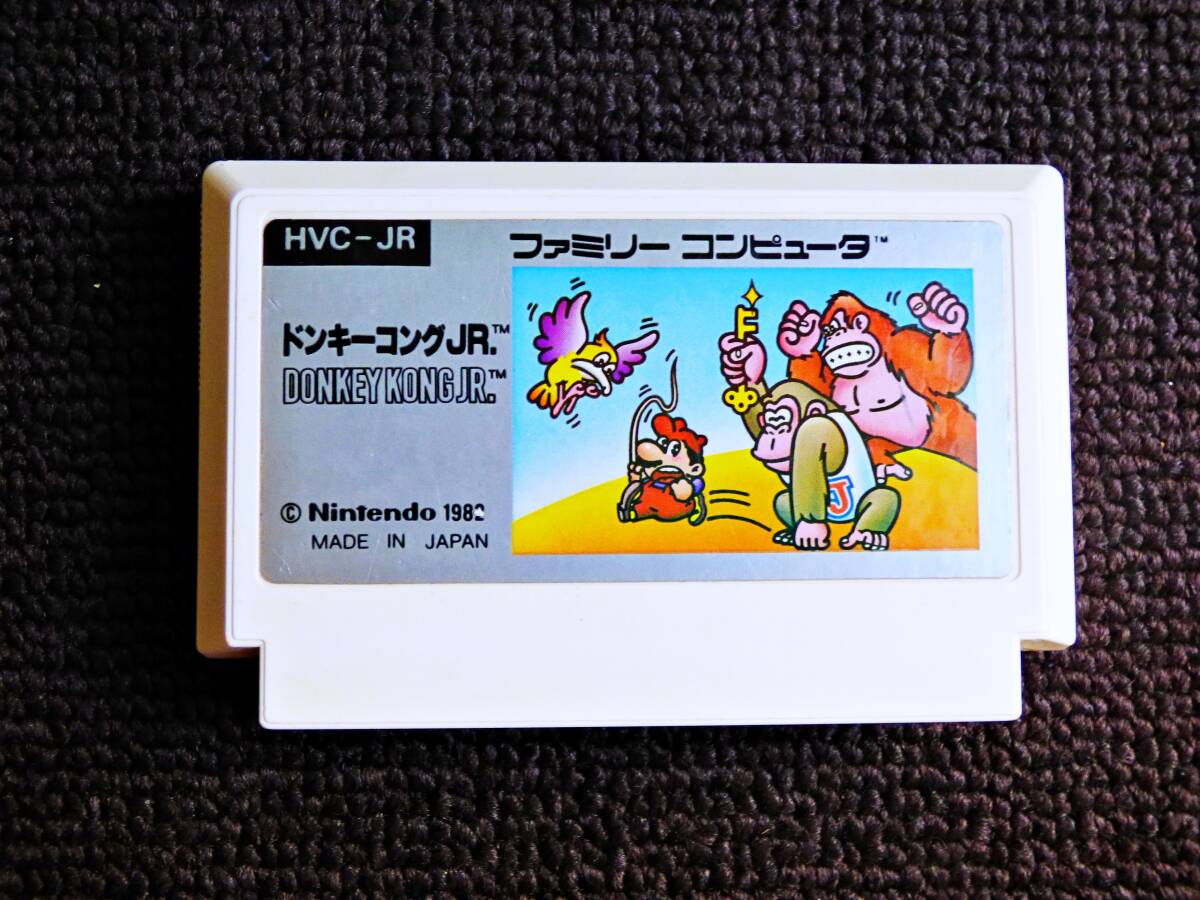 HVC-JR
ファミリー コンピュータ™
ドンキーコングJR.™
DONKEY KONG JR.™
© Nintendo 1982
MADE IN JAPAN
J